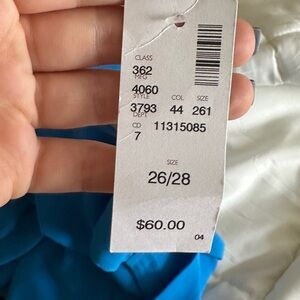 CLASS
362
MFG
4060
STYLE COL SIZE
3793 44 261
DEPT
CD 11315085
7
SIZE
26/28
$60.00
04